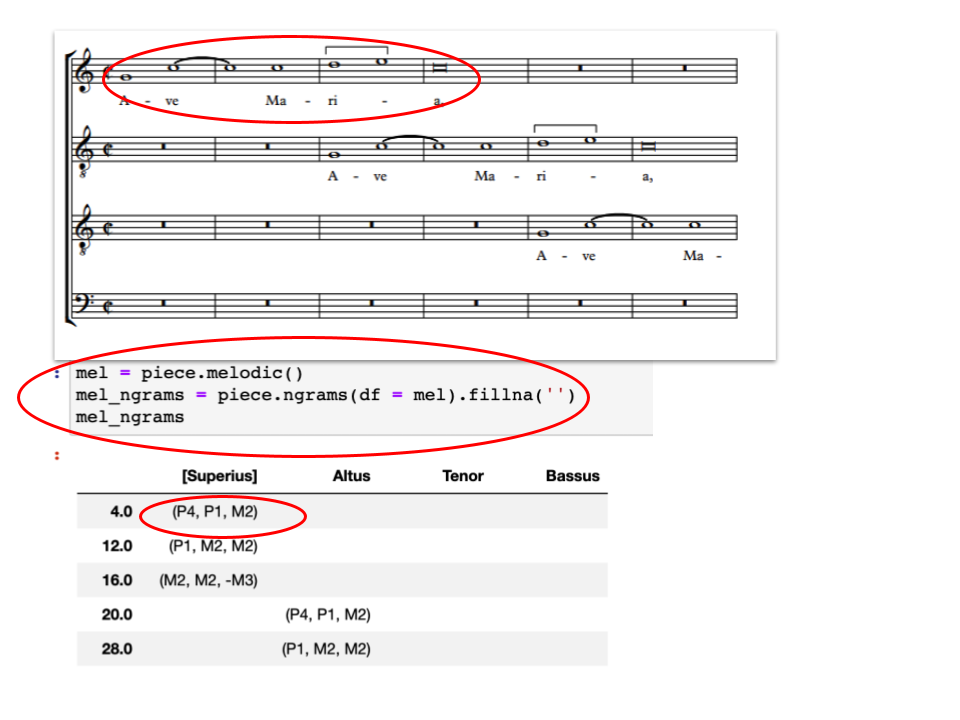 A - ve Ma - ri - a,
A - ve Ma - ri - a,
8
A - ve Ma -
8
: mel = piece.melodic()
mel_ngrams = piece.ngrams(df = mel).fillna('')
mel_ngrams
:
[Superius] Altus Tenor Bassus
4.0 (P4, P1, M2)
12.0 (P1, M2, M2)
16.0 (M2, M2, -M3)
20.0 (P4, P1, M2)
28.0 (P1, M2, M2)